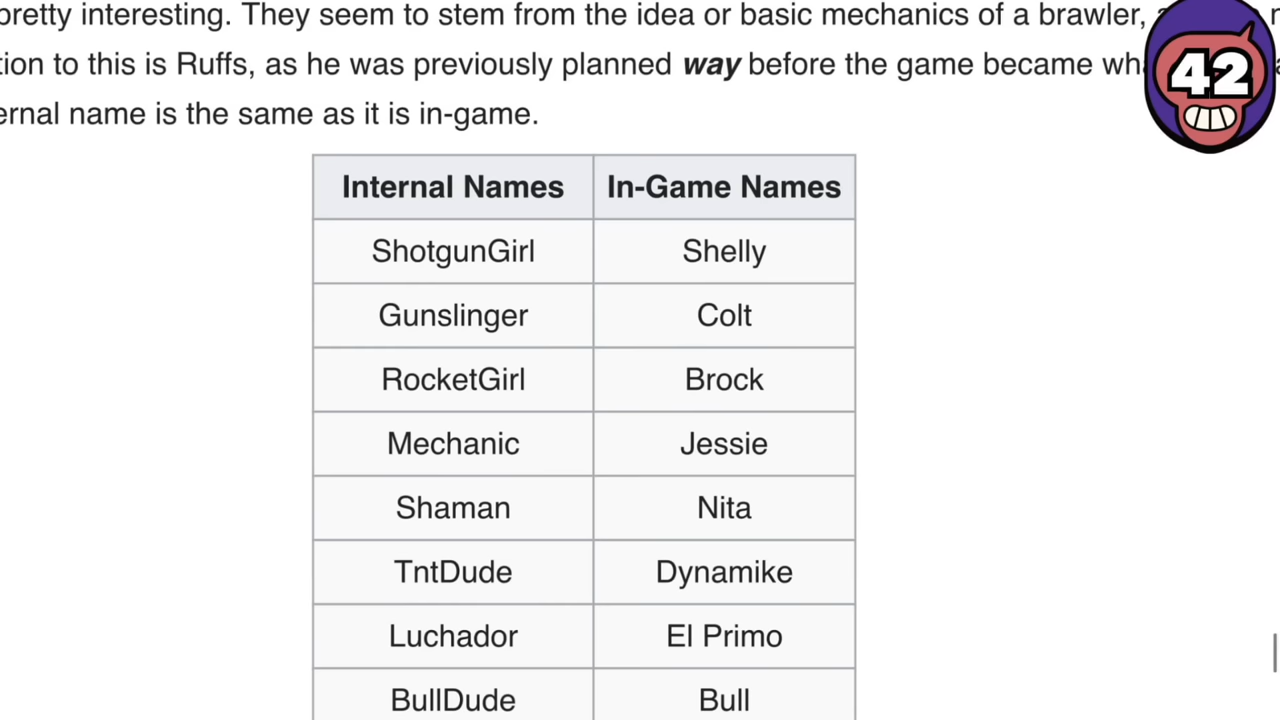 pretty interesting. They seem to stem from the idea or basic mechanics of a brawler,
tion to this is Ruffs, as he was previously planned way before the game became
ernal name is the same as it is in-game.
42
Internal Names In-Game Names
ShotgunGirl Shelly
Gunslinger Colt
RocketGirl Brock
Mechanic Jessie
Shaman Nita
TntDude Dynamike
Luchador El Primo
BullDude Bull